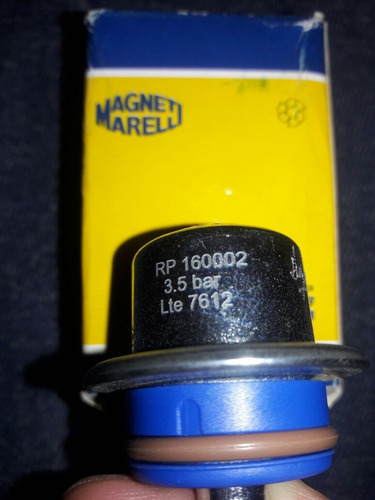 MAGNETI
MARELLI
RP 160002
3.5 bar
Lte 7612